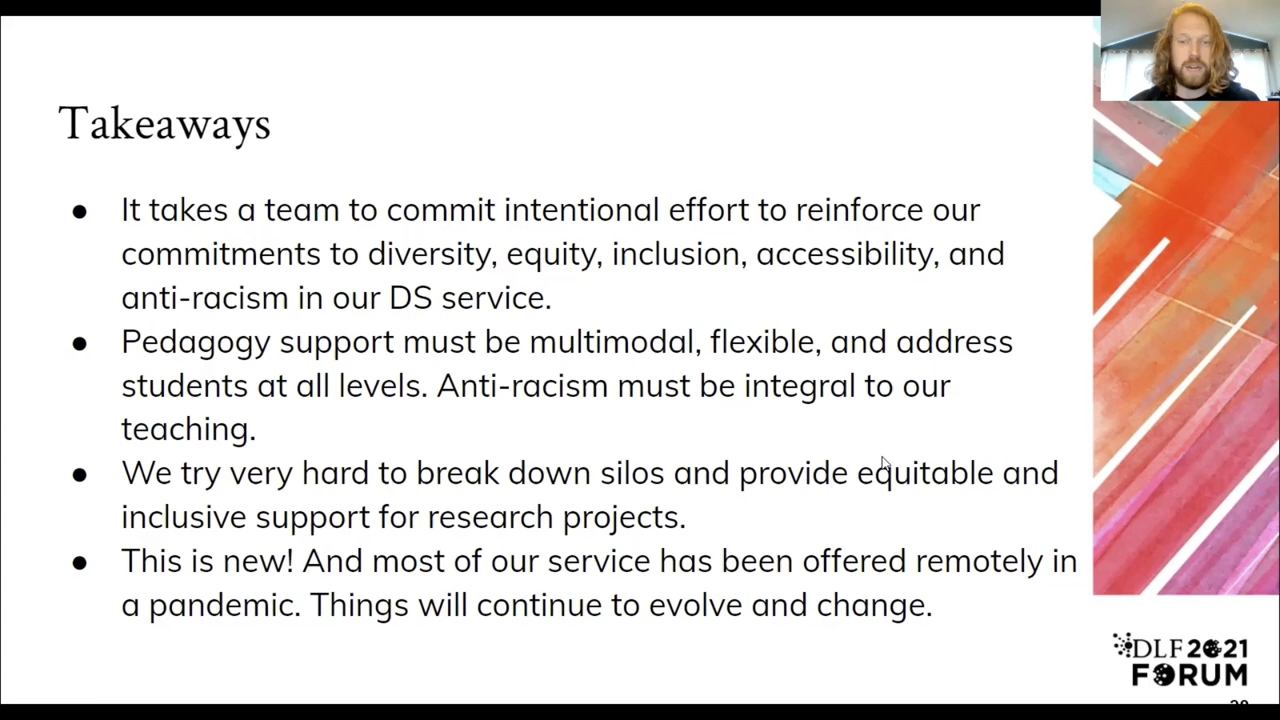 Takeaways
● It takes a team to commit intentional effort to reinforce our
commitments to diversity, equity, inclusion, accessibility, and
anti-racism in our DS service.
● Pedagogy support must be multimodal, flexible, and address
students at all levels. Anti-racism must be integral to our
teaching.
● We try very hard to break down silos and provide equitable and
inclusive support for research projects.
● This is new! And most of our service has been offered remotely in
a pandemic. Things will continue to evolve and change.
DLF 2021
FORUM